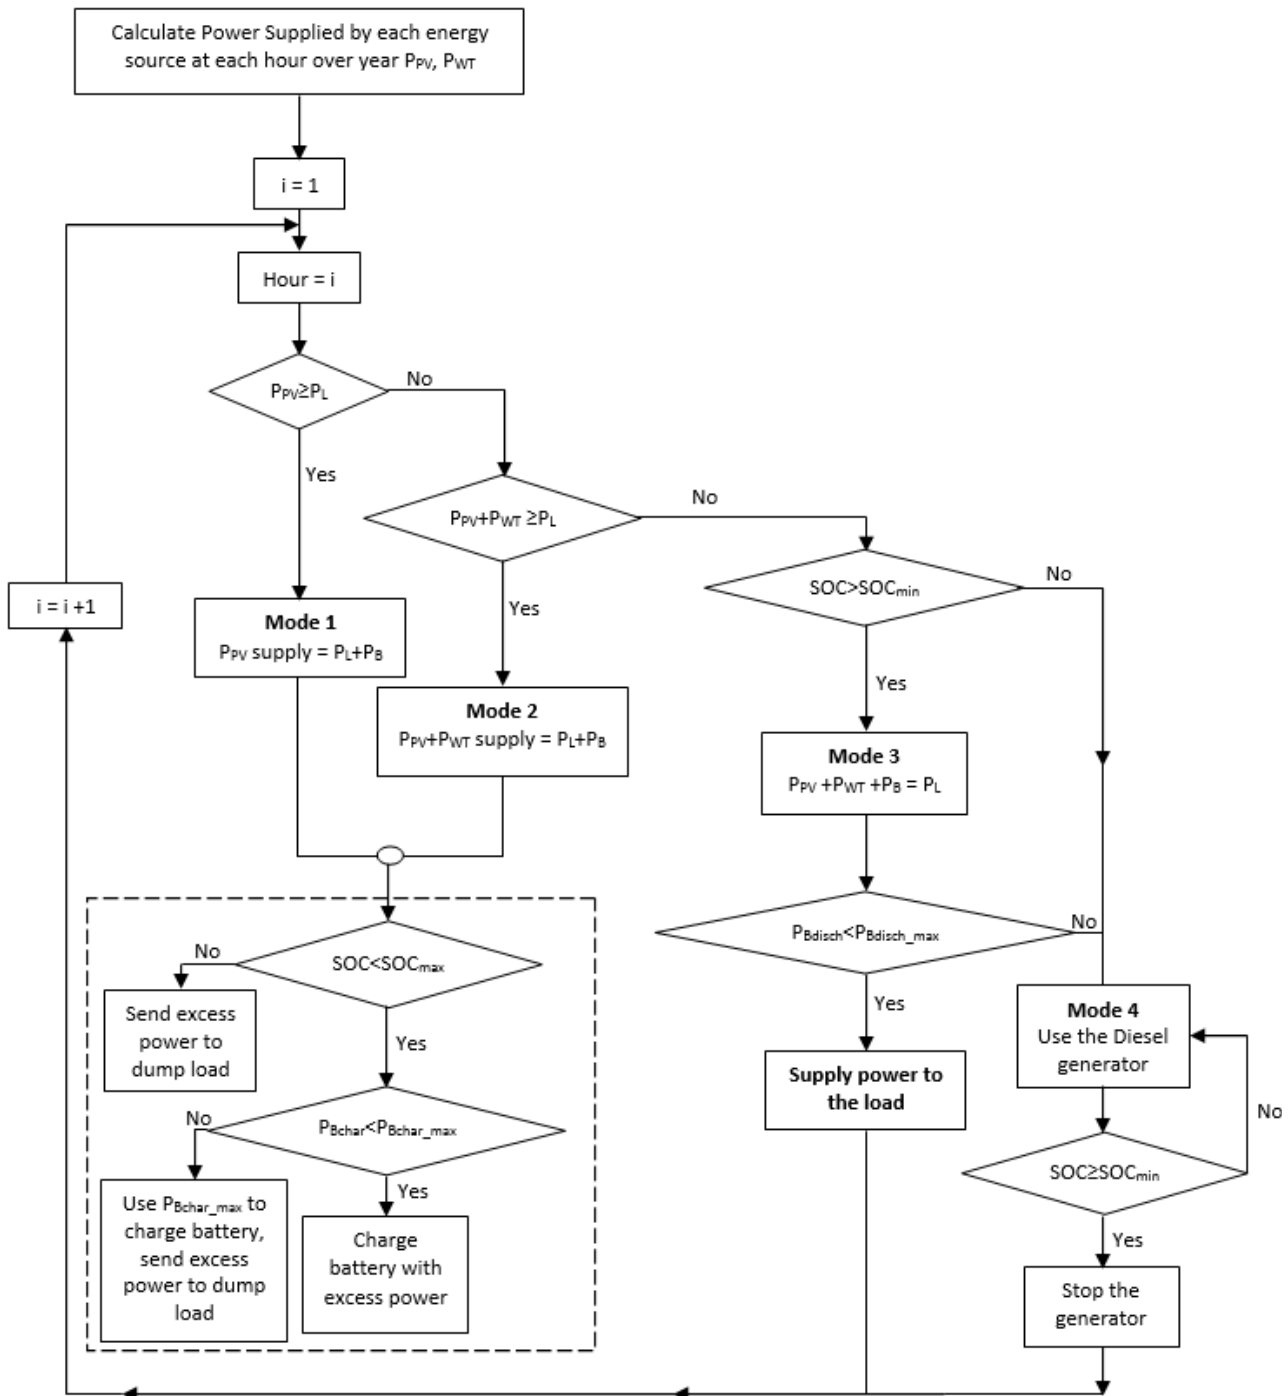 Calculate Power Supplied by each energy
source at each hour over year PPV, PWT
i = 1
Hour = i
PPV≥PL
No
Yes
PPV+PWT ≥PL
No
Yes
SOC>SOCmin
No
Yes
i = i +1
Mode 1
PPV supply = PL+PB
Mode 2
PPV+PWT supply = PL+PB
Mode 3
PPV +PWT +PB = PL
PBdisch<PBdisch_max
No
Yes
SOC<SOCmax
No
Yes
Send excess
power to
dump load
PBchar<PBchar_max
No
Yes
Use PBchar_max to
charge battery,
send excess
power to dump
load
Charge
battery with
excess power
Supply power to
the load
Mode 4
Use the Diesel
generator
No
SOC≥SOCmin
Yes
Stop the
generator